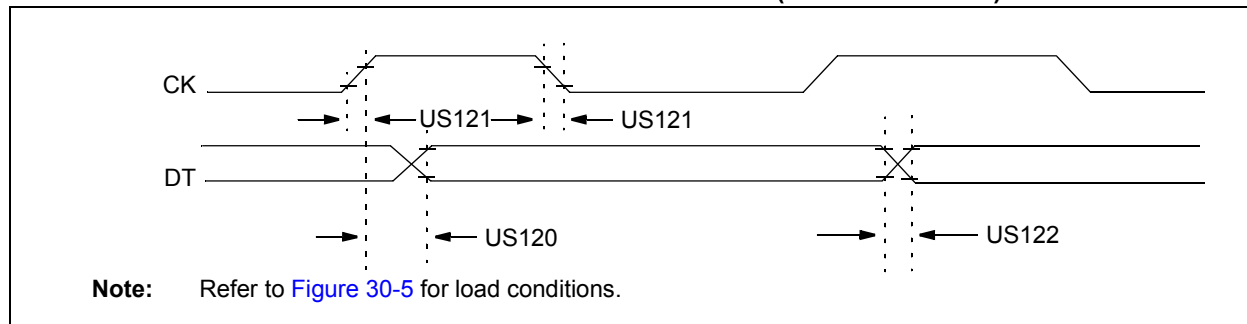 CK
US121 US121
DT
US120 US122
Note: Refer to Figure 30-5 for load conditions.